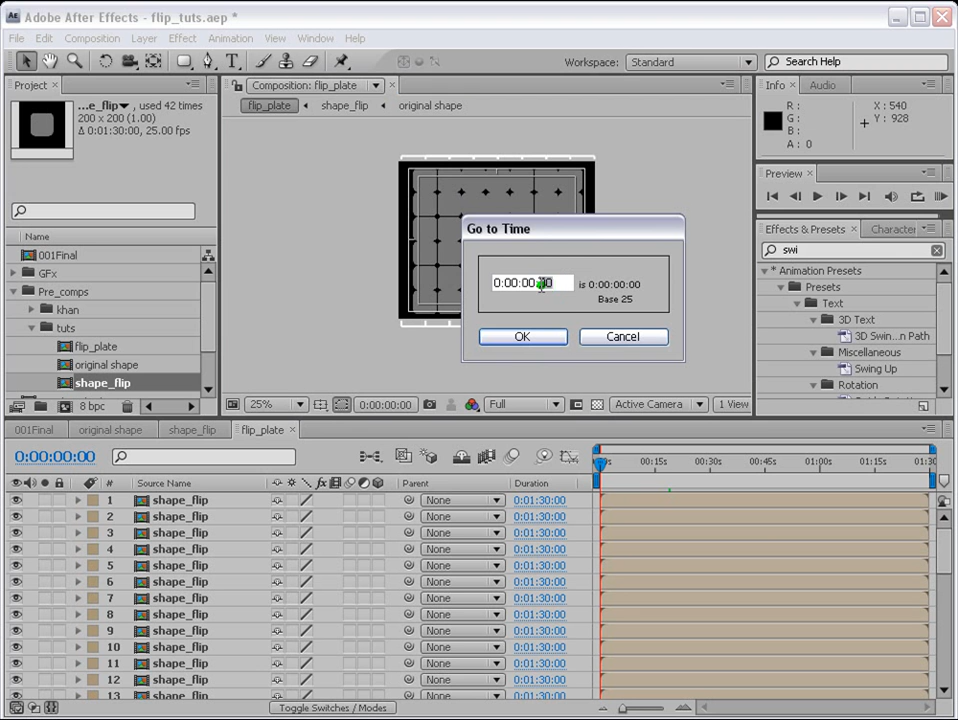 Adobe After Effects - flip_tuts.aep *
File Edit Composition Layer Effect Animation View Window Help
Workspace: Standard Search Help
Project
...e_flip▼, used 42 times
200 x 200 (1.00)
Δ 0:01:30:00, 25.00 fps
Name
001Final
GFx
Pre_comps
khan
tuts
flip_plate
original shape
shape_flip
8 bpc
Composition: flip_plate
flip_plate shape_flip original shape
Go to Time
is 0:00:00:00
Base 25
OK Cancel
25% 0:00:00:00 Full Active Camera 1 View
Info Audio
R : X : 540
G : Y : 928
B :
A : 0
Preview
Effects & Presets Character
swi
* Animation Presets
Presets
Text
3D Text
3D Swin...n Path
Miscellaneous
Swing Up
Rotation
001Final original shape shape_flip flip_plate
0:00:00:00
00:15s 00:30s 00:45s 01:00s 01:15s
# Source Name Parent Duration
1 shape_flip None 0:01:30:00
2 shape_flip None 0:01:30:00
3 shape_flip None 0:01:30:00
4 shape_flip None 0:01:30:00
5 shape_flip None 0:01:30:00
6 shape_flip None 0:01:30:00
7 shape_flip None 0:01:30:00
8 shape_flip None 0:01:30:00
9 shape_flip None 0:01:30:00
10 shape_flip None 0:01:30:00
11 shape_flip None 0:01:30:00
12 shape_flip None 0:01:30:00
13 shape_flip None 0:01:30:00
Toggle Switches / Modes